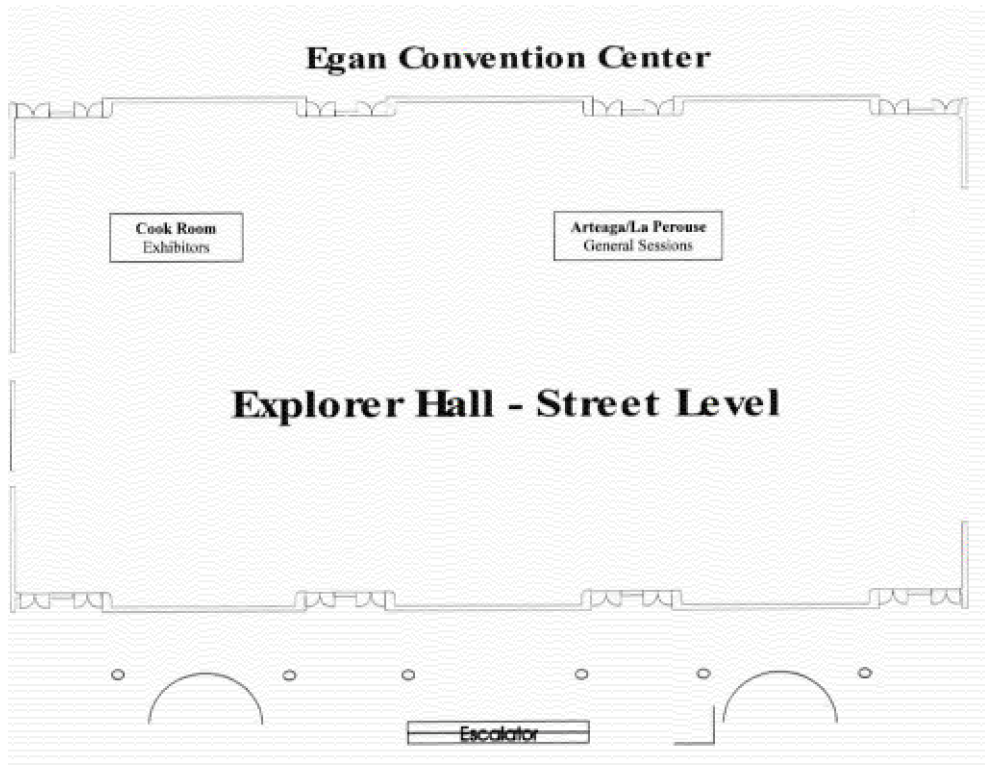 Egan Convention Center
Cook Room
Exhibitors
Arteaga/La Perouse
General Sessions
Explorer Hall - Street Level
Escalator